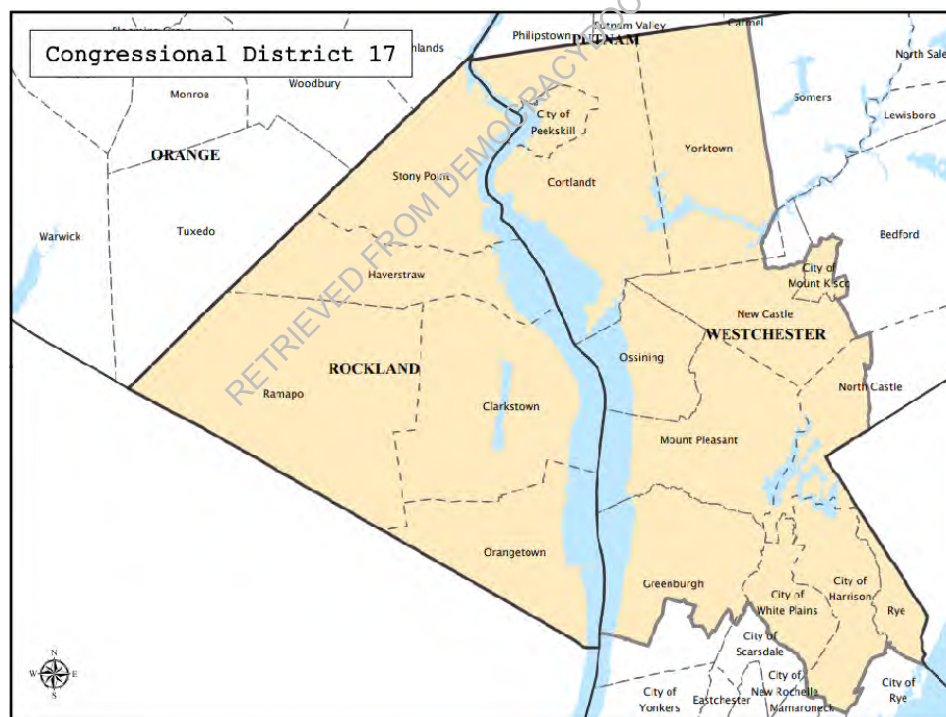 Congressional District 17
Philipstown
Putnam Valley
Carmel
PUTNAM
North Sale
Monroe
Woodbury
City of
Peekskill
Somers
Lewisboro
ORANGE
Yorktown
Stony Point
Cortlandt
Warwick
Tuxedo
Bedford
Haverstraw
City of
Mount Kisco
New Castle
WESTCHESTER
Ossining
ROCKLAND
Ramapo
North Castle
Clarkstown
Mount Pleasant
Orangetown
Greenburgh
City of
White Plains
City of
Harrison
Rye
City of
Scarsdale
City of
Yonkers
Eastchester
City of
New Rochelle
Mamaroneck
City of
Rye
N
W
E
S
RETRIEVED FROM DEMOCRACYDOC